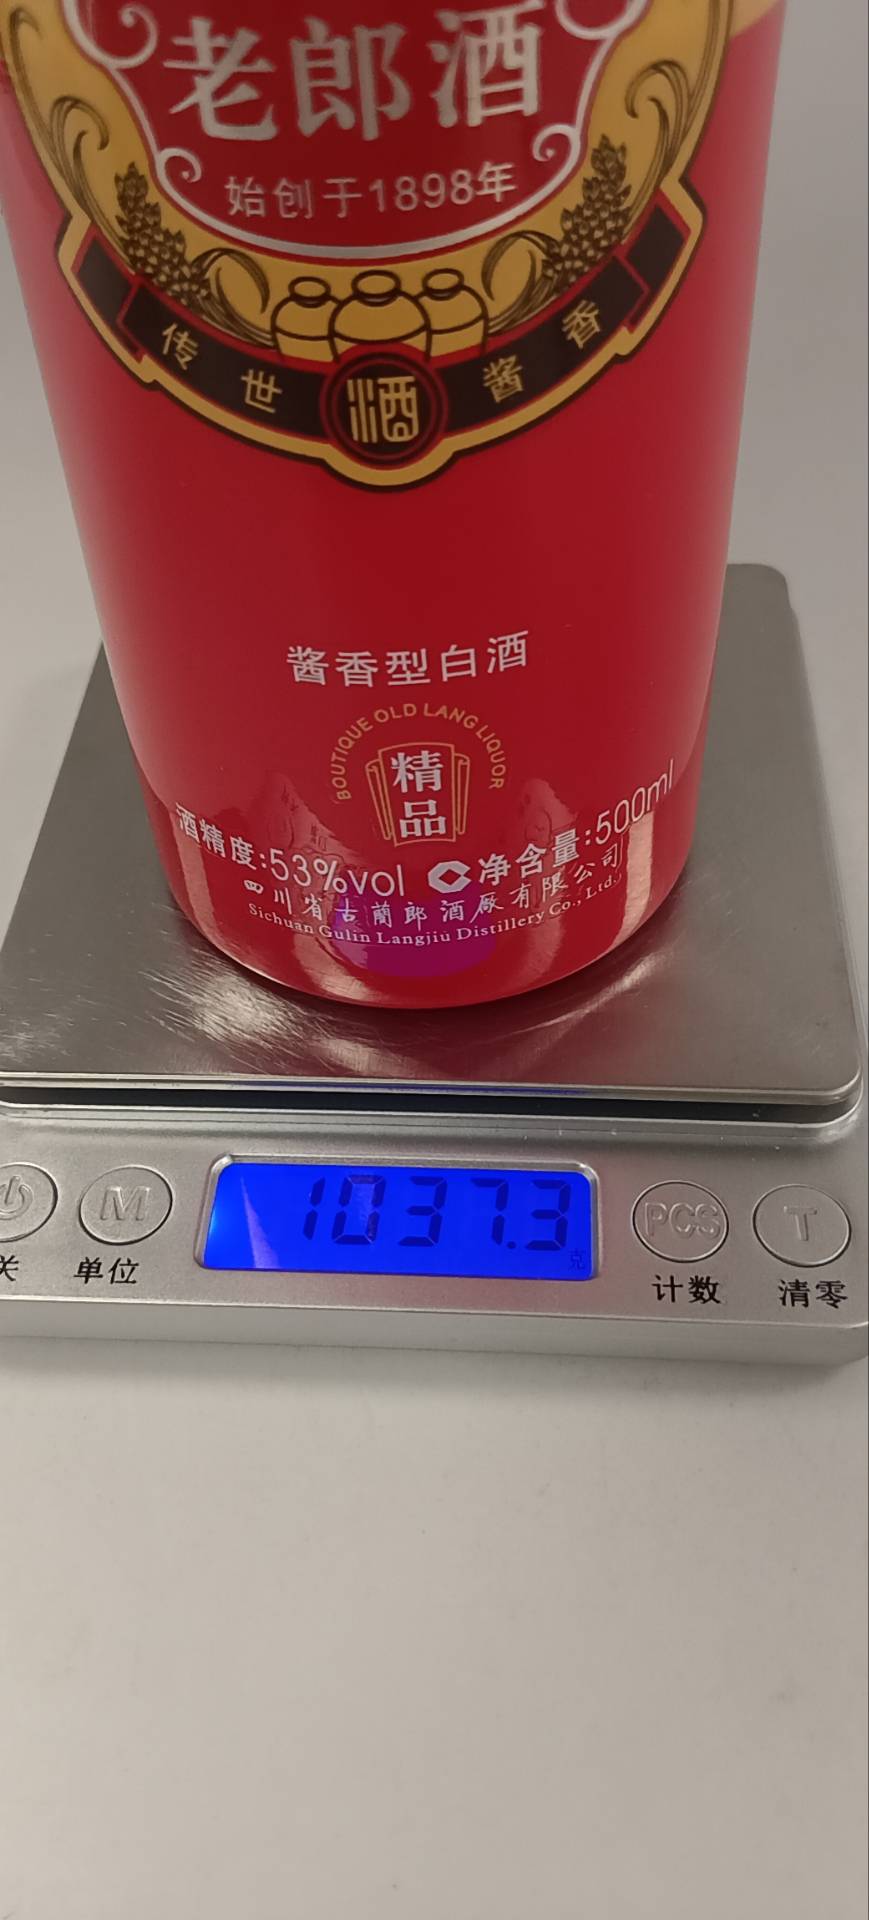 老郎酒
始创于1898年
传世酒酱香
酱香型白酒
BOUTIQUE OLD LANG LIQUOR
精品
酒精度:53%vol 净含量:500ml
四川省古蔺郎酒厰有限公司
Sichuan Gulin Langjiu Distillery Co., Ltd.
1037.3
克
M PCS T
关 单位 计数 清零